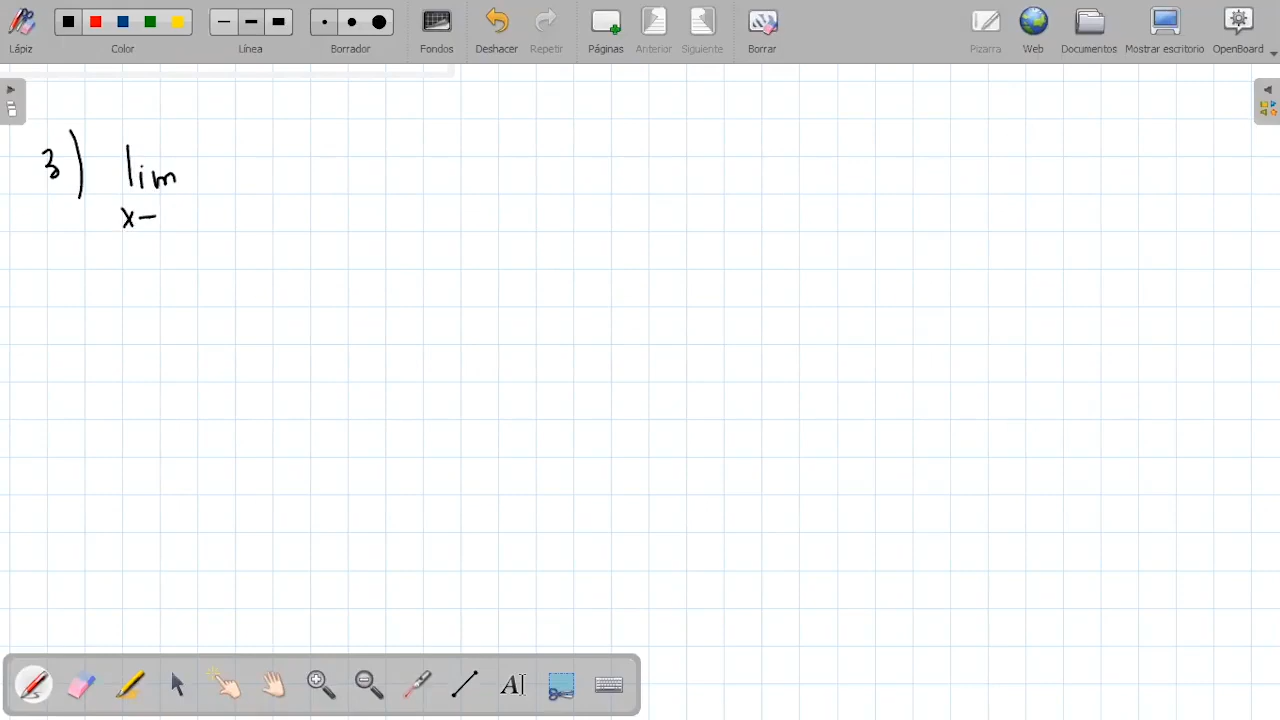 Lápiz Color Línea Borrador Fondos Deshacer Repetir Páginas Anterior Siguiente Borrar Pizarra Web Documentos Mostrar escritorio OpenBoard
3) lim
x-
A